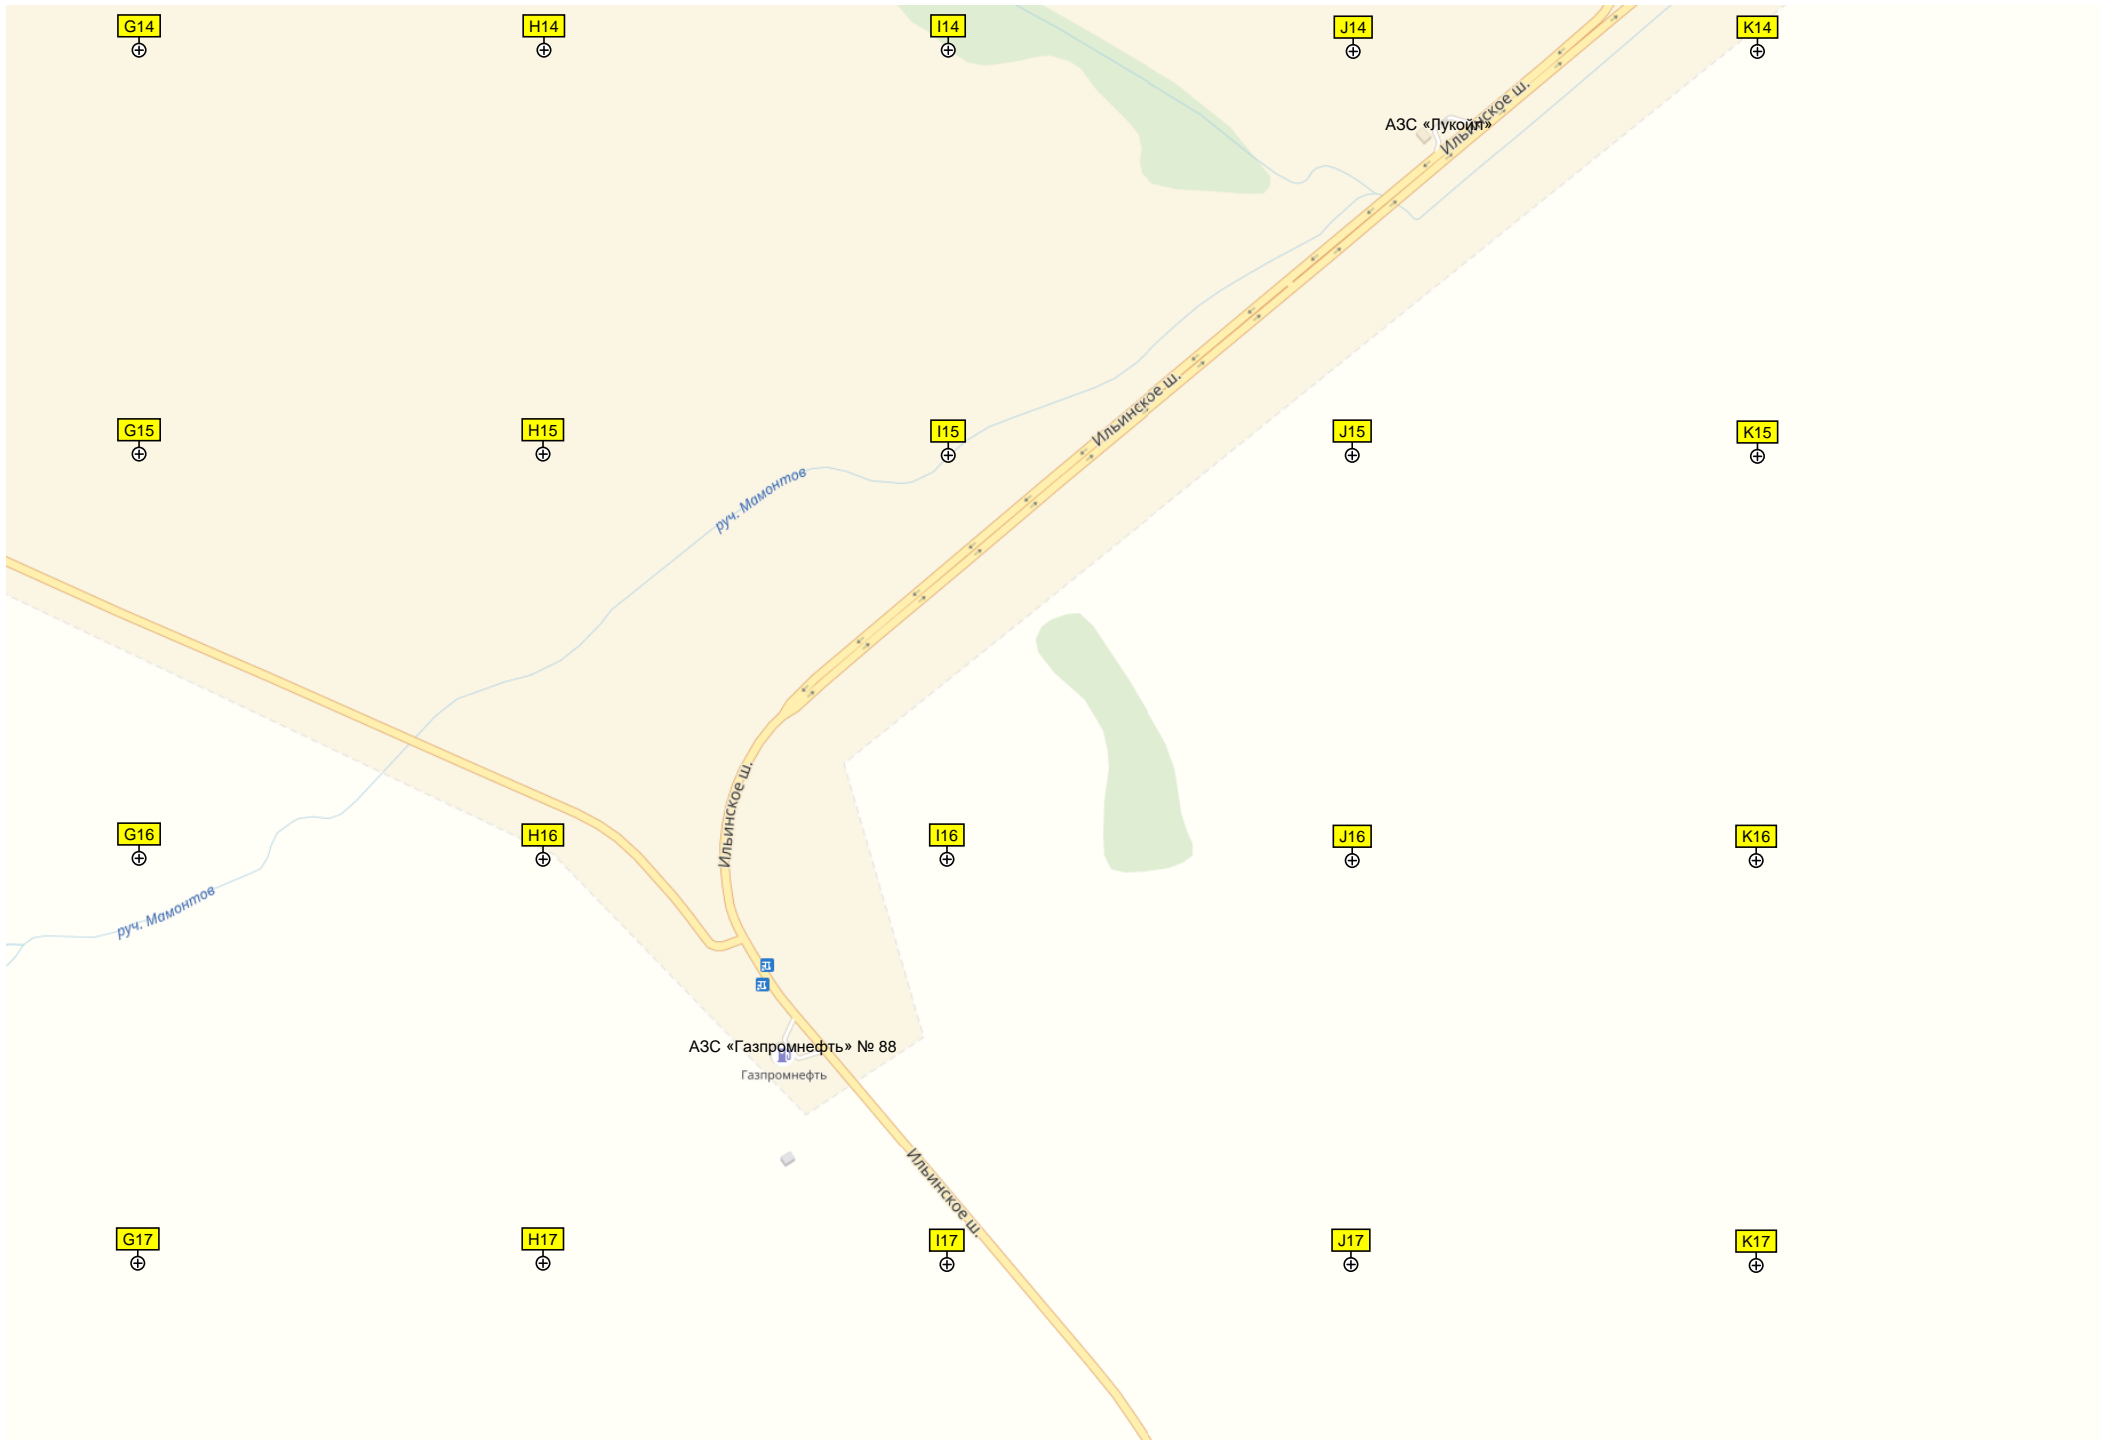 G14
H14
I14
J14
K14
Ильинское ш.
АЗС «Лукойл»
Ильинское ш.
G15
H15
I15
J15
K15
руч. Мамонтов
Ильинское ш.
G16
H16
I16
J16
K16
руч. Мамонтов
АЗС «Газпромнефть» № 88
Газпромнефть
Ильинское ш.
G17
H17
I17
J17
K17